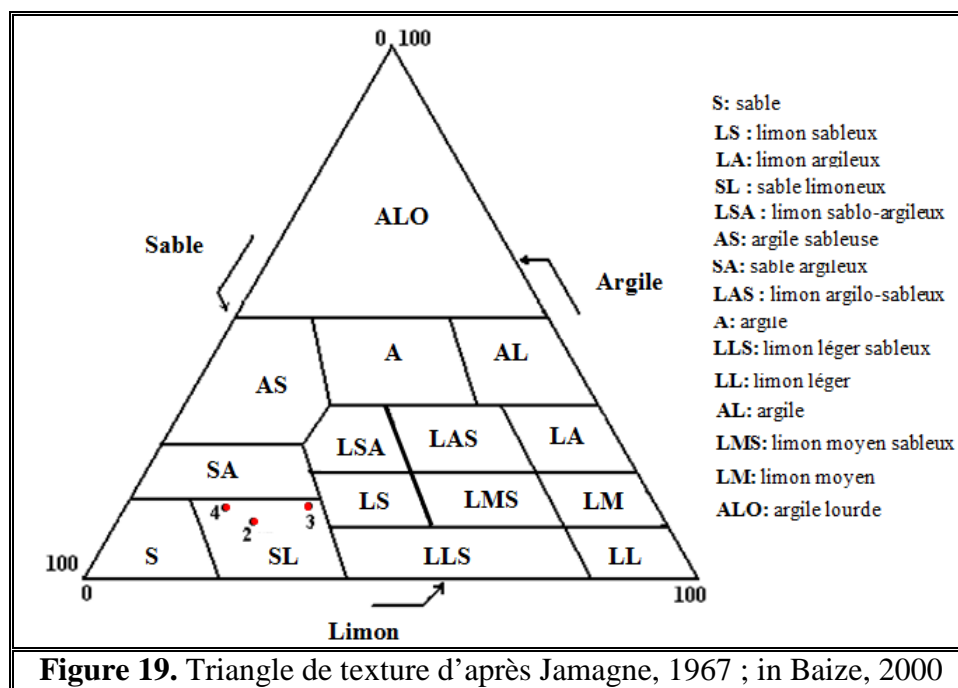 0 100
Sable
ALO
Argile
AS
A
AL
SA
LSA
LAS
LA
LS
LMS
LM
4
2
3
S
SL
LLS
LL
100
0
100
Limon
S: sable
LS : limon sableux
LA: limon argileux
SL : sable limoneux
LSA : limon sablo-argileux
AS: argile sableuse
SA: sable argileux
LAS : limon argilo-sableux
A: argile
LLS: limon léger sableux
LL: limon léger
AL: argile
LMS: limon moyen sableux
LM: limon moyen
ALO: argile lourde
Figure 19. Triangle de texture d’après Jamagne, 1967 ; in Baize, 2000